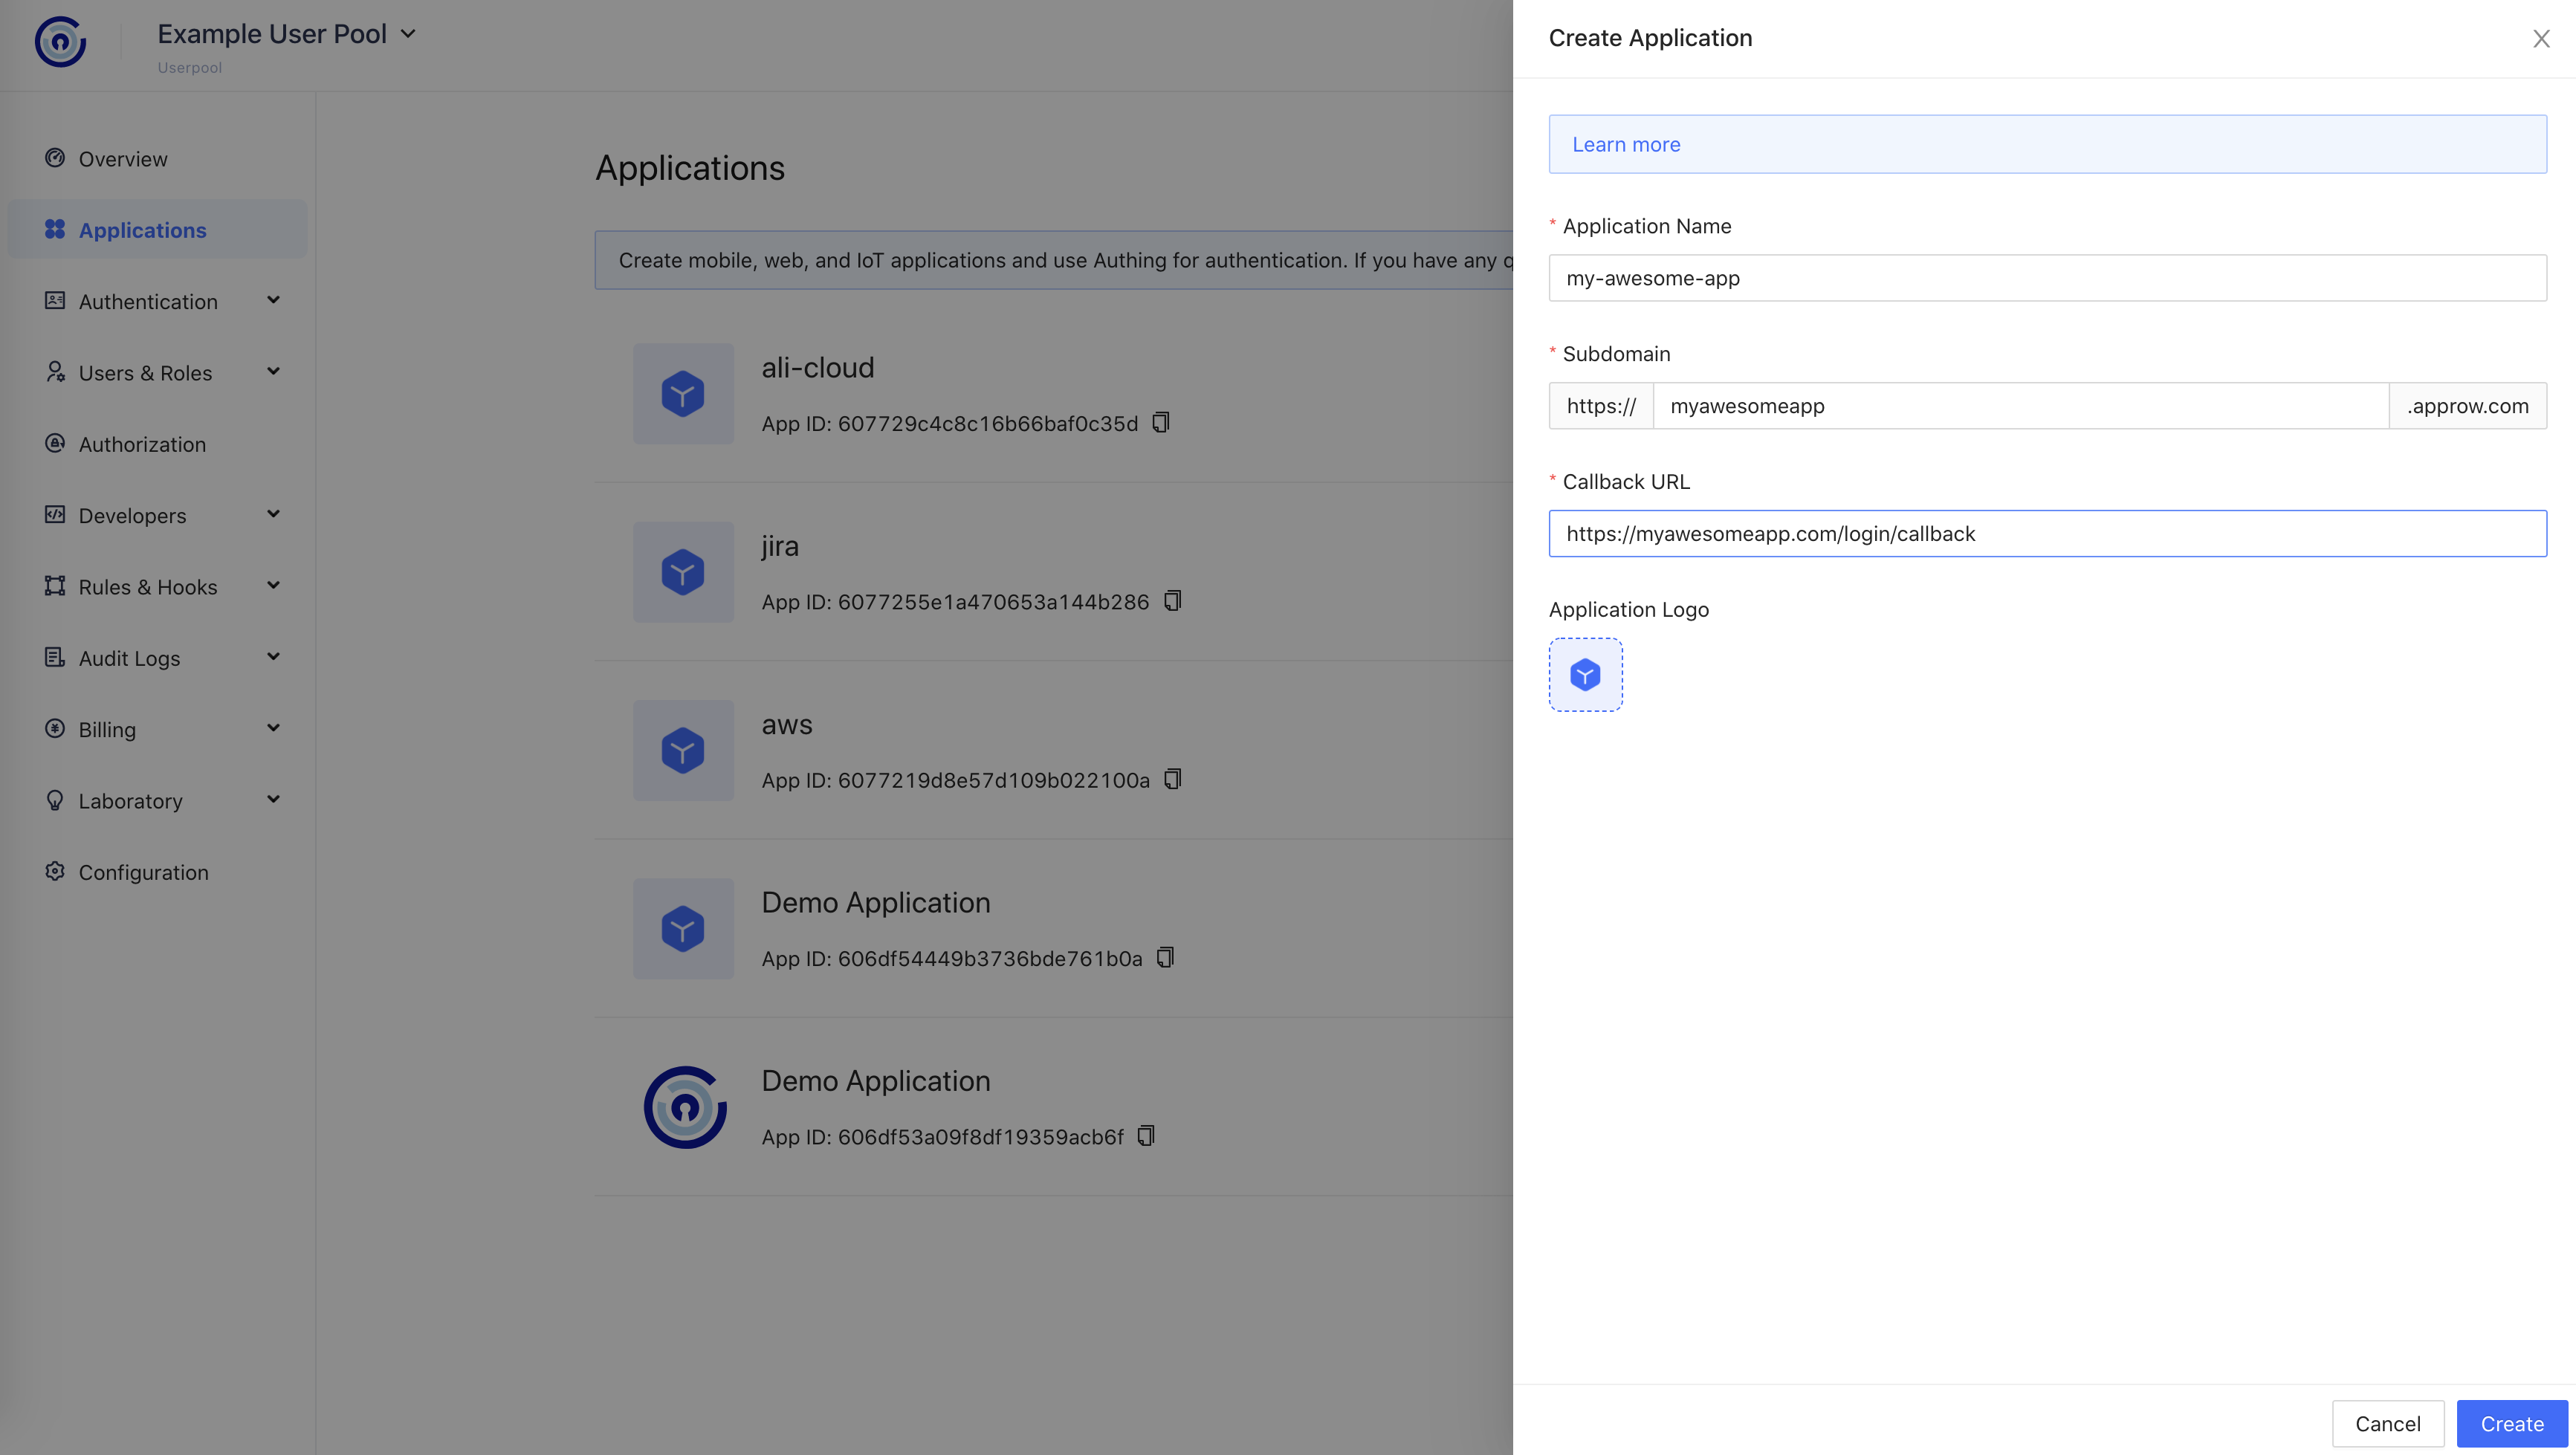 Example User Pool
Userpool
Overview
Applications
Authentication
Users & Roles
Authorization
Developers
Rules & Hooks
Audit Logs
Billing
Laboratory
Configuration
Applications
Create mobile, web, and IoT applications and use Authing for authentication. If you have any q
ali-cloud
App ID: 607729c4c8c16b66baf0c35d
jira
App ID: 6077255e1a470653a144b286
aws
App ID: 6077219d8e57d109b022100a
Demo Application
App ID: 606df54449b3736bde761b0a
Demo Application
App ID: 606df53a09f8df19359acb6f
Create Application
Learn more
* Application Name
my-awesome-app
* Subdomain
https:// myawesomeapp .approw.com
* Callback URL
https://myawesomeapp.com/login/callback
Application Logo
Cancel Create